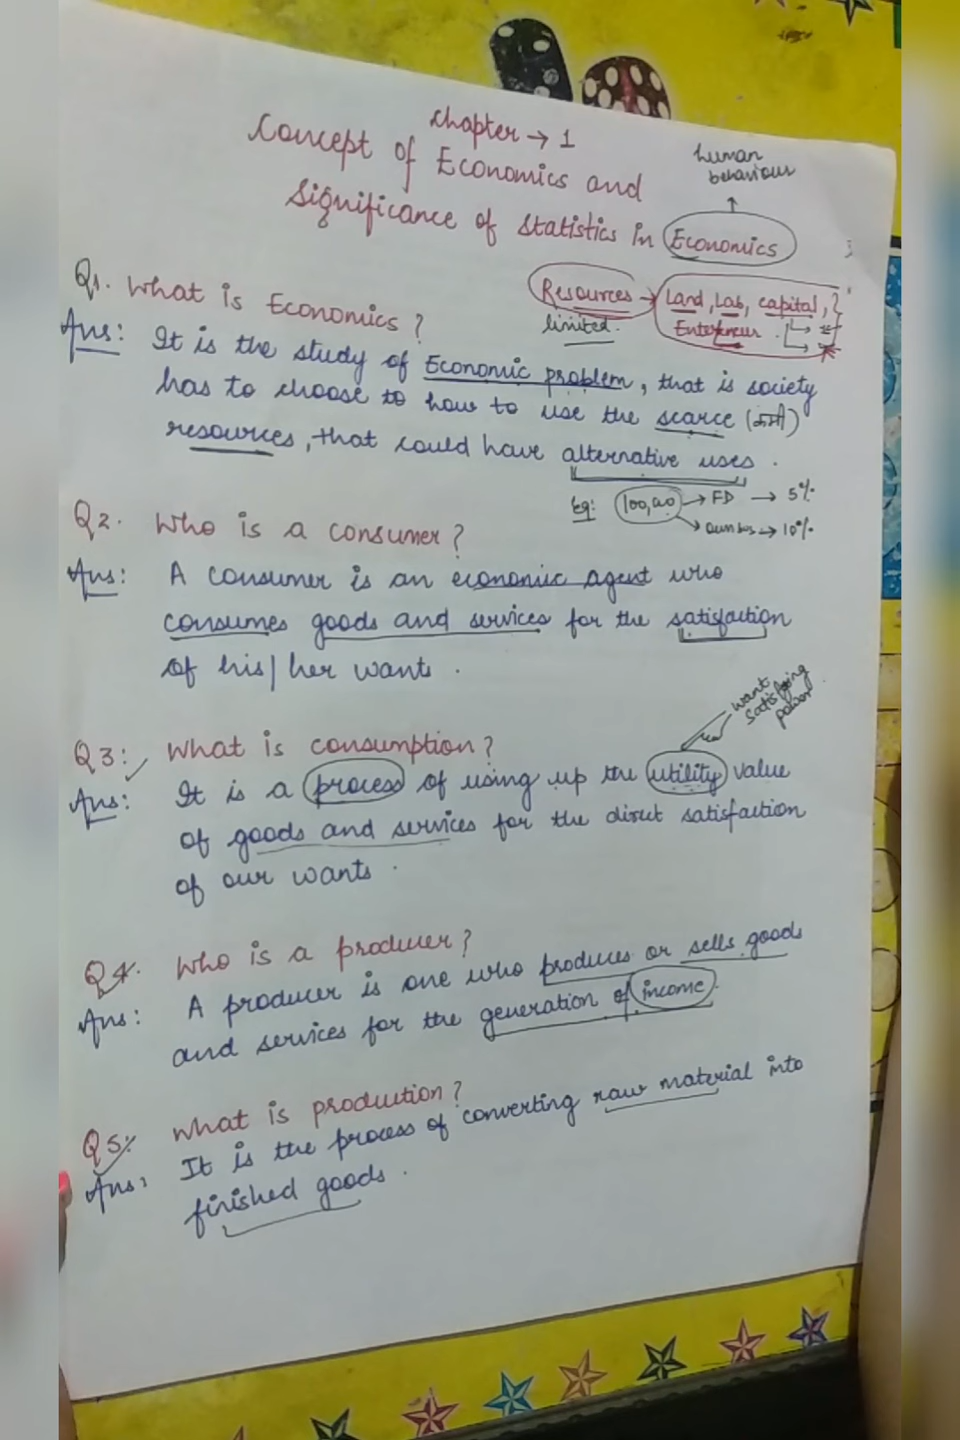 Chapter → 1
Concept of Economics and
Significance of Statistics in Economics
human
behaviour
Q1. What is Economics?
Resources → Land, Lab, capital,
limited.
Ans: It is the study of Economic problem, that is society
has to choose to how to use the scarce (कमी)
resources, that could have alternative uses.
Eg: 100,00 → FD → 5%
→ 10%
Q2. Who is a consumer?
Ans: A consumer is an economic agent who
consumes goods and services for the satisfaction
of his/her wants.
want
satisfying
power
Q3: What is consumption?
Ans: It is a process of using up the utility value
of goods and services for the direct satisfaction
of our wants.
Q4. Who is a producer?
Ans: A producer is one who produces or sells goods
and services for the generation of income.
Q5: What is production?
Ans: It is the process of converting raw material into
finished goods.